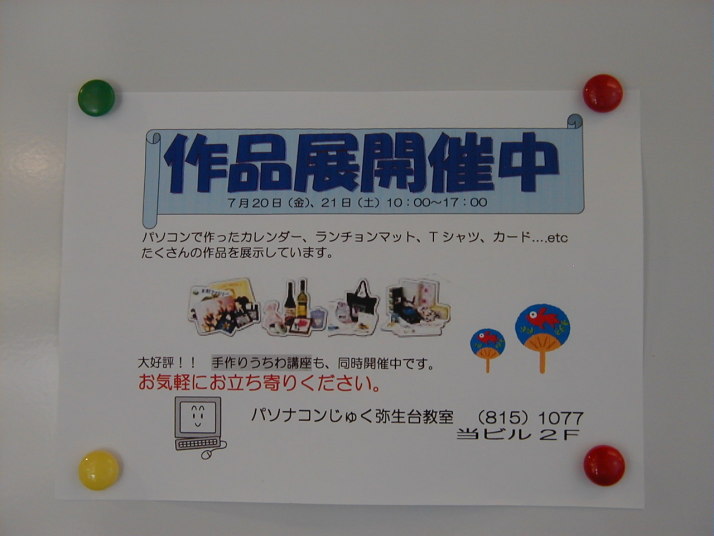 作品展開催中
7月20日（金）、21日（土）10：00～17：00
パソコンで作ったカレンダー、ランチョンマット、Tシャツ、カード....etc
たくさんの作品を展示しています。
大好評！！　手作りうちわ講座も、同時開催中です。
お気軽にお立ち寄りください。
パソナコンじゅく弥生台教室　（815）1077
当ビル２F